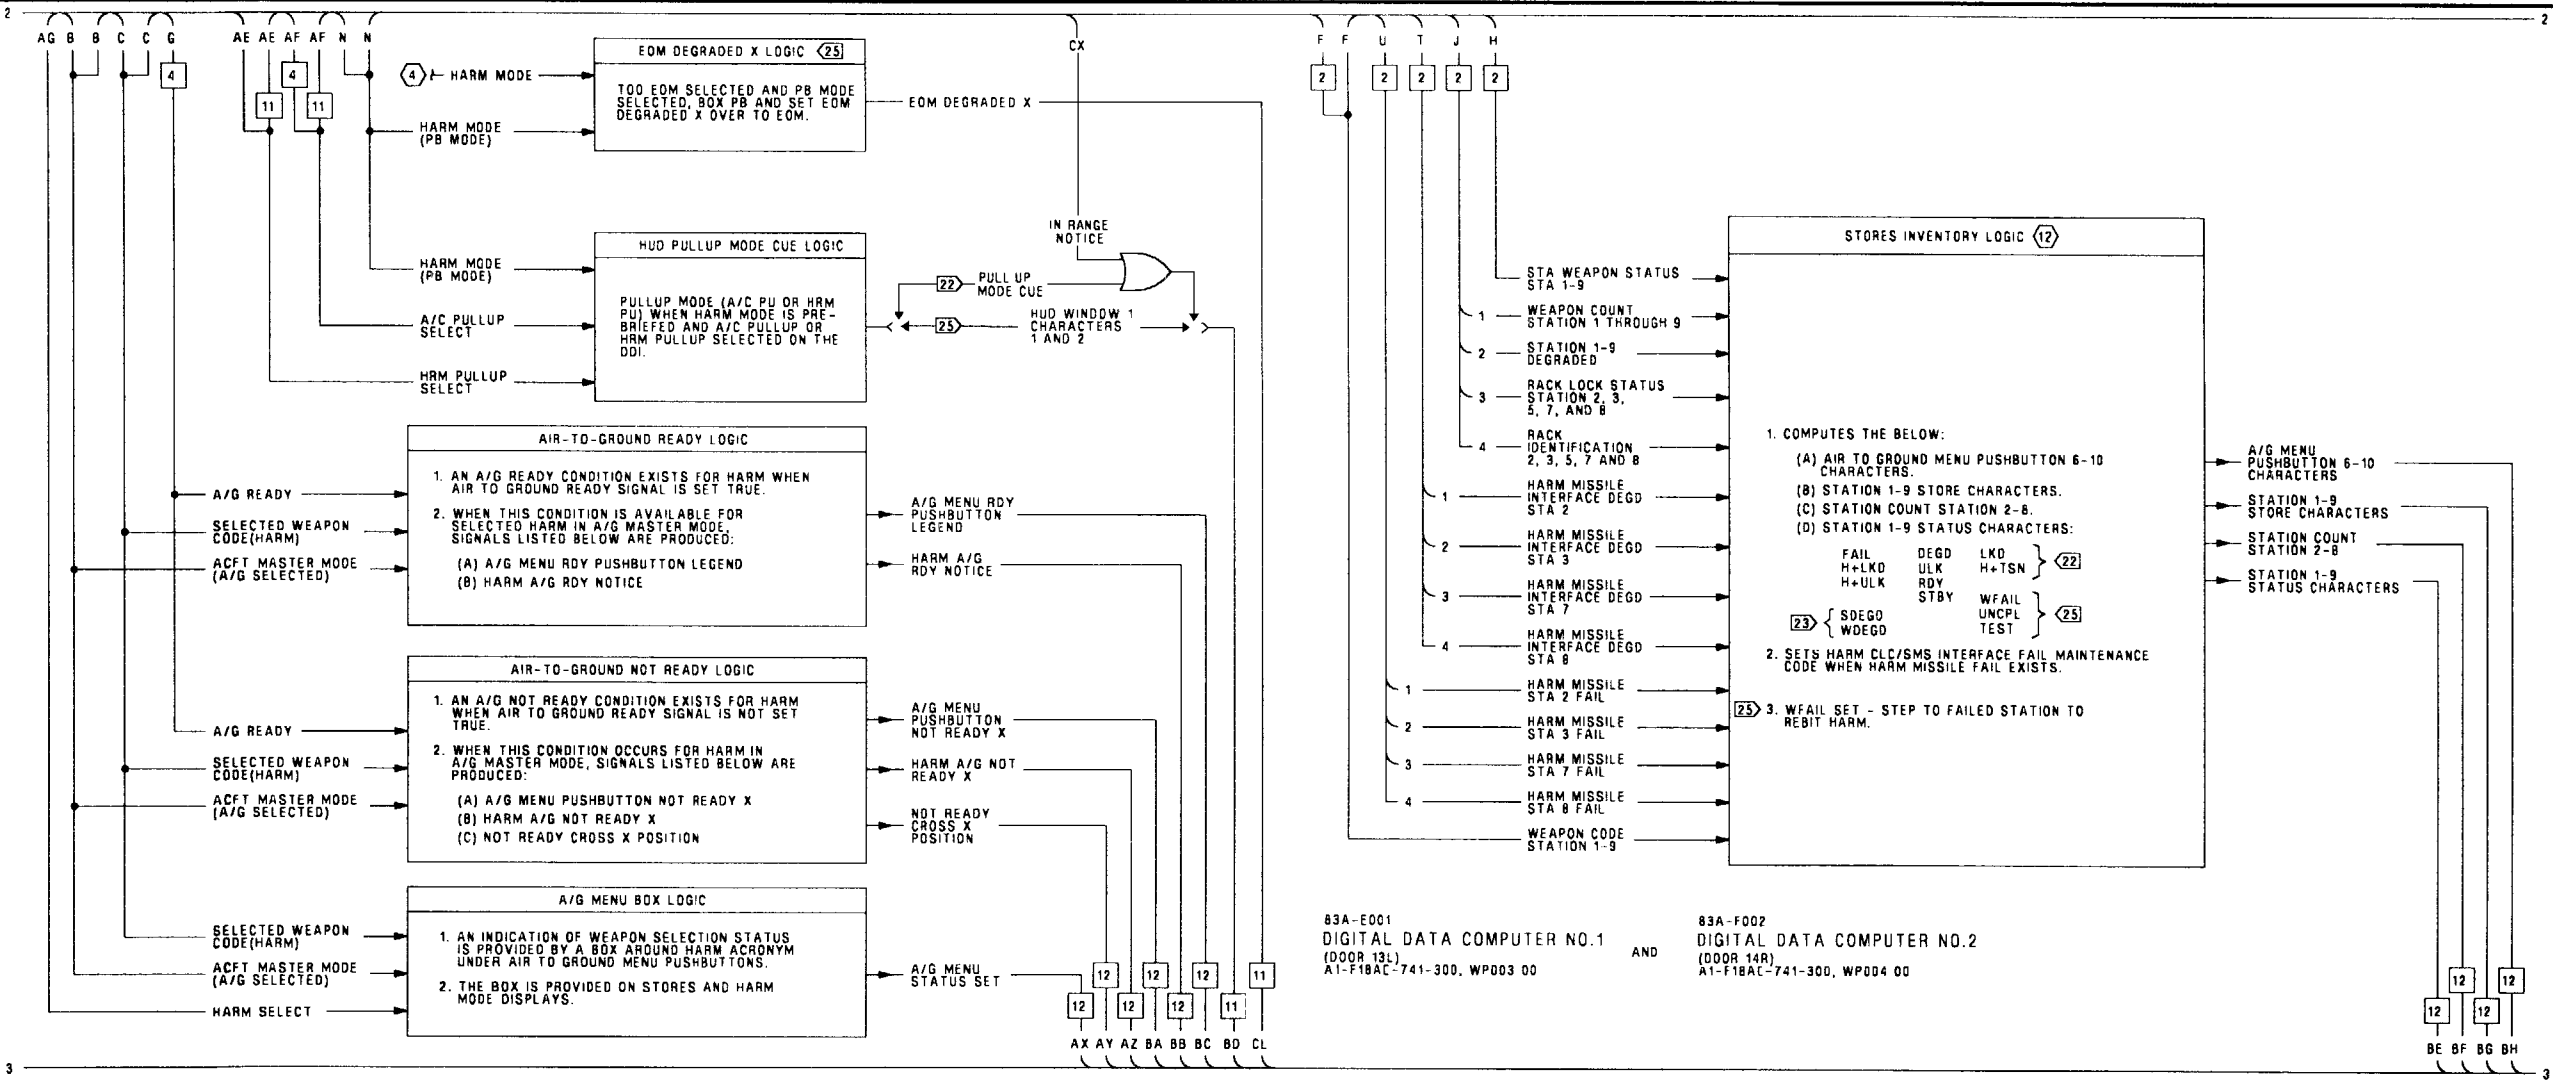 2
2
AG B B C C G AE AE AF AF N N CX F F U T J H
4 11 4 11 2 2 2 2 2
4 HARM MODE
HARM MODE
(PB MODE)
EOM DEGRADED X LOGIC 25
TOO EOM SELECTED AND PB MODE
SELECTED, BOX PB AND SET EOM
DEGRADED X OVER TO EOM.
EOM DEGRADED X
HARM MODE
(PB MODE)
A/C PULLUP
SELECT
HRM PULLUP
SELECT
HUD PULLUP MODE CUE LOGIC
PULLUP MODE (A/C PU OR HRM
PU) WHEN HARM MODE IS PRE-
BRIEFED AND A/C PULLUP OR
HRM PULLUP SELECTED ON THE
DDI.
IN RANGE
NOTICE
22 PULL UP
MODE CUE
25 HUD WINDOW 1
CHARACTERS
1 AND 2
A/G READY
SELECTED WEAPON
CODE(HARM)
ACFT MASTER MODE
(A/G SELECTED)
AIR-TO-GROUND READY LOGIC
1. AN A/G READY CONDITION EXISTS FOR HARM WHEN
AIR TO GROUND READY SIGNAL IS SET TRUE.
2. WHEN THIS CONDITION IS AVAILABLE FOR
SELECTED HARM IN A/G MASTER MODE,
SIGNALS LISTED BELOW ARE PRODUCED:
(A) A/G MENU RDY PUSHBUTTON LEGEND
(B) HARM A/G RDY NOTICE
A/G MENU RDY
PUSHBUTTON
LEGEND
HARM A/G
RDY NOTICE
A/G READY
SELECTED WEAPON
CODE(HARM)
ACFT MASTER MODE
(A/G SELECTED)
AIR-TO-GROUND NOT READY LOGIC
1. AN A/G NOT READY CONDITION EXISTS FOR HARM
WHEN AIR TO GROUND READY SIGNAL IS NOT SET
TRUE.
2. WHEN THIS CONDITION OCCURS FOR HARM IN
A/G MASTER MODE, SIGNALS LISTED BELOW ARE
PRODUCED:
(A) A/G MENU PUSHBUTTON NOT READY X
(B) HARM A/G NOT READY X
(C) NOT READY CROSS X POSITION
A/G MENU
PUSHBUTTON
NOT READY X
HARM A/G NOT
READY X
NOT READY
CROSS X
POSITION
SELECTED WEAPON
CODE(HARM)
ACFT MASTER MODE
(A/G SELECTED)
HARM SELECT
A/G MENU BOX LOGIC
1. AN INDICATION OF WEAPON SELECTION STATUS
IS PROVIDED BY A BOX AROUND HARM ACRONYM
UNDER AIR TO GROUND MENU PUSHBUTTONS.
2. THE BOX IS PROVIDED ON STORES AND HARM
MODE DISPLAYS.
A/G MENU
STATUS SET
12 12 12 12 12 12 11 11
AX AY AZ BA BB BC BD CL
STA WEAPON STATUS
STA 1-9
1 WEAPON COUNT
STATION 1 THROUGH 9
2 STATION 1-9
DEGRADED
3 RACK LOCK STATUS
STATION 2, 3,
5, 7, AND 8
4 RACK
IDENTIFICATION
2, 3, 5, 7 AND 8
1 HARM MISSILE
INTERFACE DEGD
STA 2
2 HARM MISSILE
INTERFACE DEGD
STA 3
3 HARM MISSILE
INTERFACE DEGD
STA 7
4 HARM MISSILE
INTERFACE DEGD
STA 8
1 HARM MISSILE
STA 2 FAIL
2 HARM MISSILE
STA 3 FAIL
3 HARM MISSILE
STA 7 FAIL
4 HARM MISSILE
STA 8 FAIL
WEAPON CODE
STATION 1-9
STORES INVENTORY LOGIC 12
1. COMPUTES THE BELOW:
(A) AIR TO GROUND MENU PUSHBUTTON 6-10
CHARACTERS.
(B) STATION 1-9 STORE CHARACTERS.
(C) STATION COUNT STATION 2-8.
(D) STATION 1-9 STATUS CHARACTERS:
FAIL DEGD LKD
H+LKD ULK H+TSN 22
H+ULK RDY
STBY WFAIL
23 SDEGD UNCPL 25
WDEGD TEST
2. SETS HARM CLC/SMS INTERFACE FAIL MAINTENANCE
CODE WHEN HARM MISSILE FAIL EXISTS.
25 3. WFAIL SET - STEP TO FAILED STATION TO
REBIT HARM.
A/G MENU
PUSHBUTTON 6-10
CHARACTERS
STATION 1-9
STORE CHARACTERS
STATION COUNT
STATION 2-8
STATION 1-9
STATUS CHARACTERS
83A-E001
DIGITAL DATA COMPUTER NO.1
(DOOR 13L)
A1-F18AC-741-300, WP003 00
AND
83A-F002
DIGITAL DATA COMPUTER NO.2
(DOOR 14R)
A1-F18AC-741-300, WP004 00
12 12 12 12
BE BF BG BH
3
3